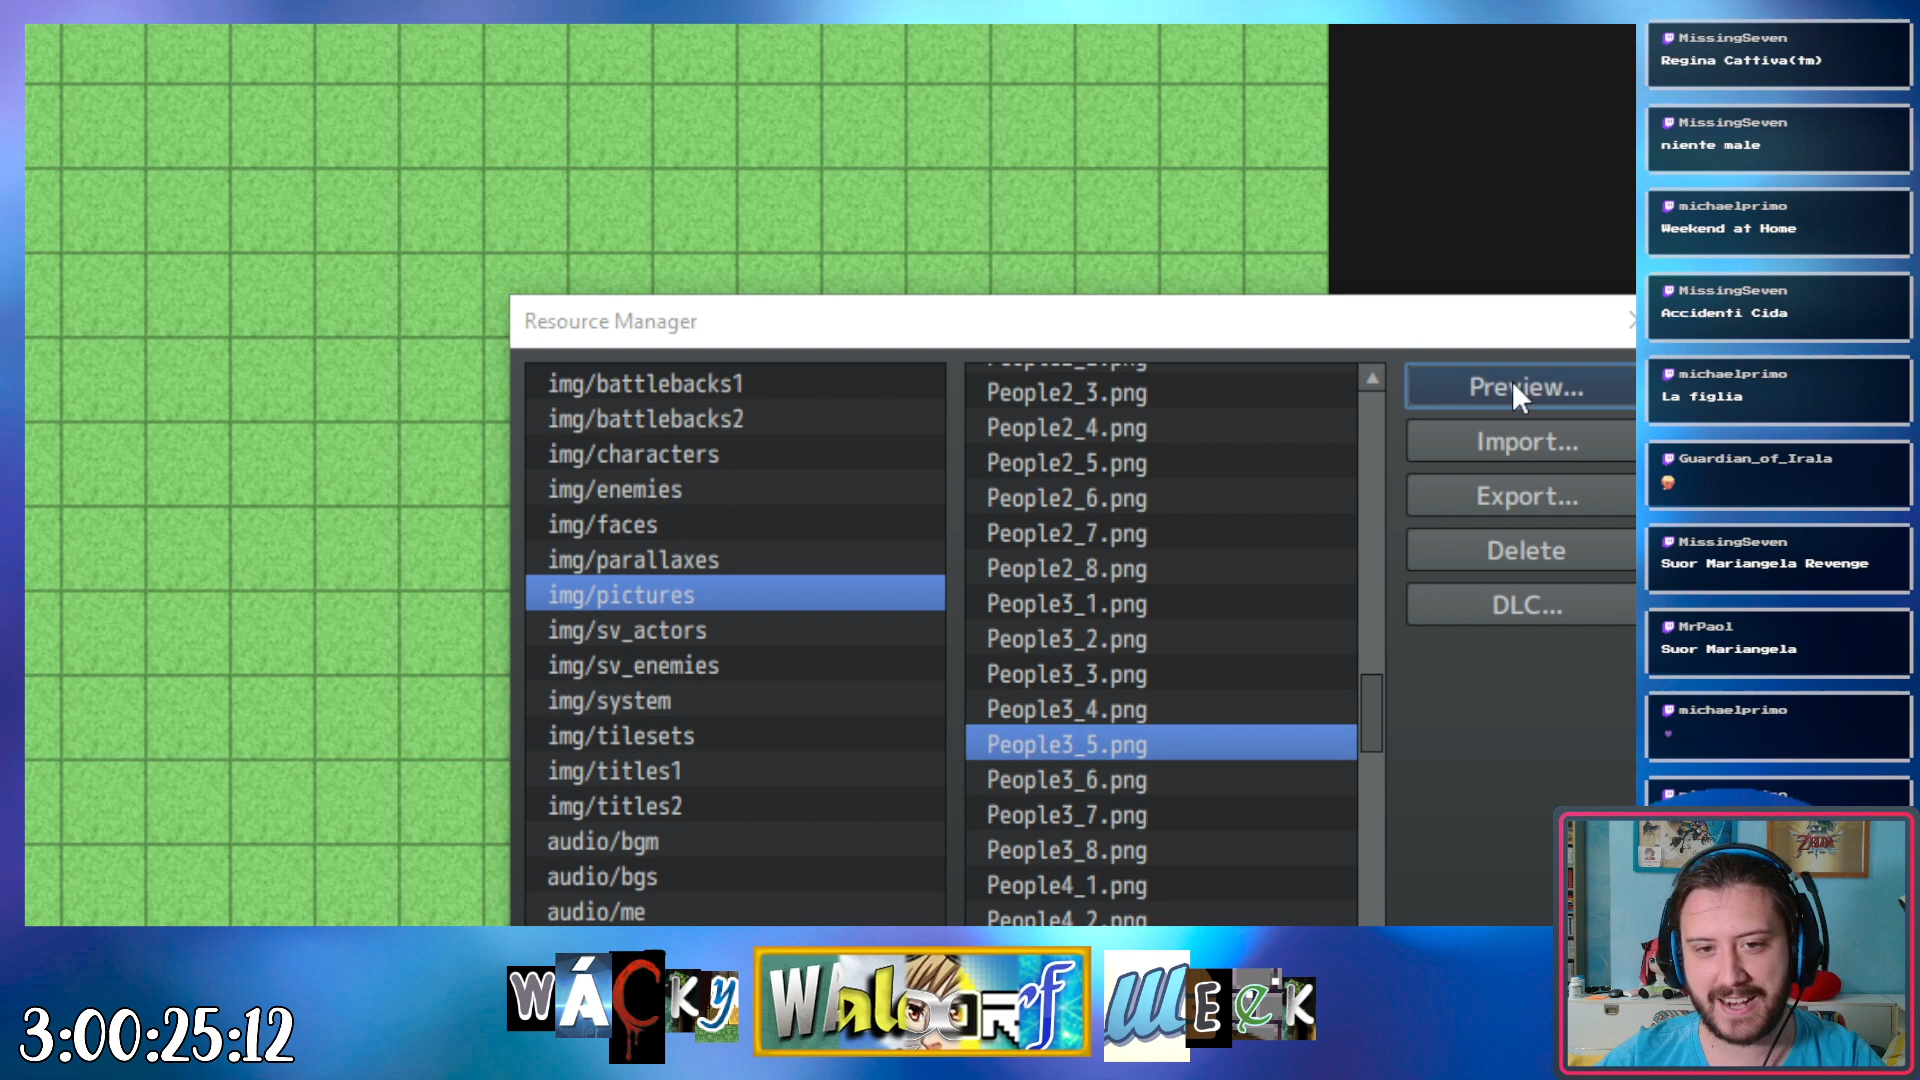 Resource Manager
img/battlebacks1
img/battlebacks2
img/characters
img/enemies
img/faces
img/parallaxes
img/pictures
img/sv_actors
img/sv_enemies
img/system
img/tilesets
img/titles1
img/titles2
audio/bgm
audio/bgs
audio/me
People2_3.png
People2_4.png
People2_5.png
People2_6.png
People2_7.png
People2_8.png
People3_1.png
People3_2.png
People3_3.png
People3_4.png
People3_5.png
People3_6.png
People3_7.png
People3_8.png
People4_1.png
People4_2.png
Preview...
Import...
Export...
Delete
DLC...
MissingSeven
Regina Cattiva(tm)
MissingSeven
niente male
michaelprimo
Weekend at Home
MissingSeven
Accidenti Cida
michaelprimo
La figlia
Guardian_of_Irala
MissingSeven
Suor Mariangela Revenge
MrPaol
Suor Mariangela
michaelprimo
ZELDA
3:00:25:12
WÁCky Waldorf WEEK